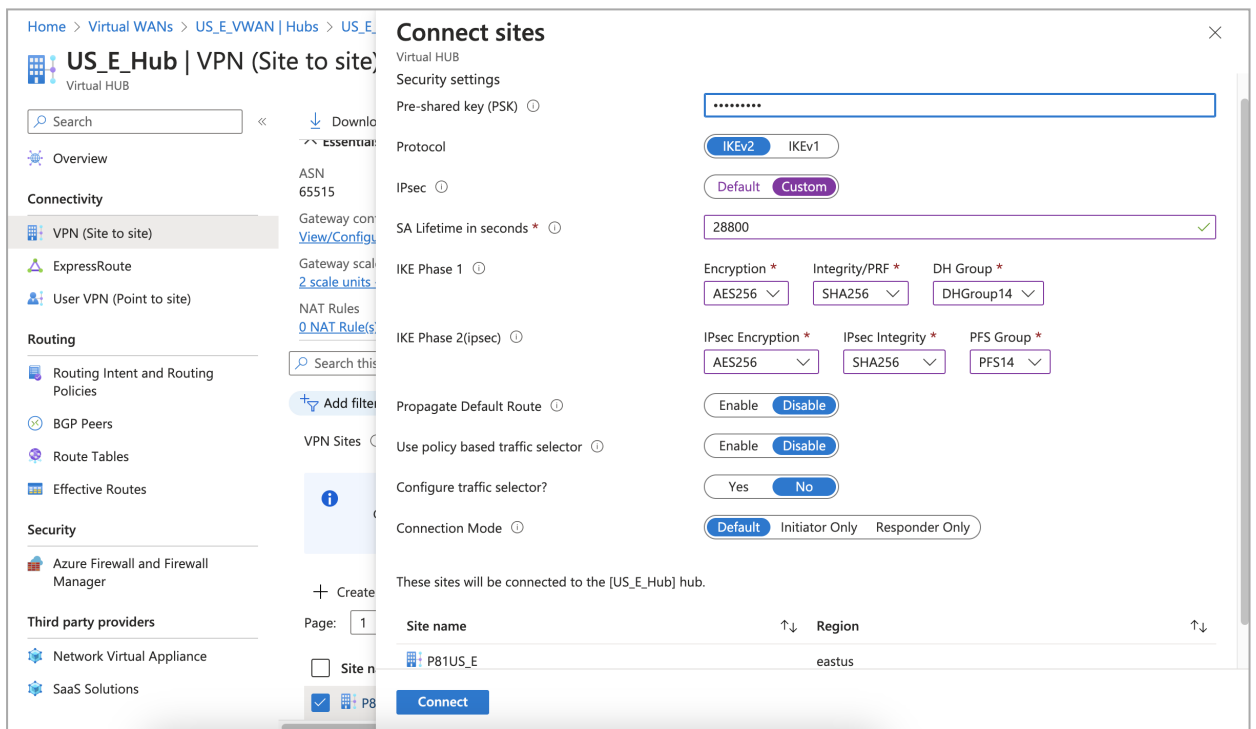 Home > Virtual WANs > US_E_VWAN | Hubs > US_E_
US_E_Hub | VPN (Site to site)
Virtual HUB
Search
«
Overview
Connectivity
VPN (Site to site)
ExpressRoute
User VPN (Point to site)
Routing
Routing Intent and Routing
Policies
BGP Peers
Route Tables
Effective Routes
Security
Azure Firewall and Firewall
Manager
Third party providers
Network Virtual Appliance
SaaS Solutions
Downlo
Essentials
ASN
65515
Gateway con
View/Configu
Gateway scal
2 scale units
NAT Rules
0 NAT Rule(s)
Search this
Add filter
VPN Sites
Create
Page: 1
Site n
P8
Connect sites
Virtual HUB
Security settings
Pre-shared key (PSK) •••••••••
Protocol IKEv2 IKEv1
IPsec Default Custom
SA Lifetime in seconds * 28800
IKE Phase 1 Encryption * Integrity/PRF * DH Group *
AES256 SHA256 DHGroup14
IKE Phase 2(ipsec) IPsec Encryption * IPsec Integrity * PFS Group *
AES256 SHA256 PFS14
Propagate Default Route Enable Disable
Use policy based traffic selector Enable Disable
Configure traffic selector? Yes No
Connection Mode Default Initiator Only Responder Only
These sites will be connected to the [US_E_Hub] hub.
Site name ↑↓ Region ↑↓
P81US_E eastus
Connect